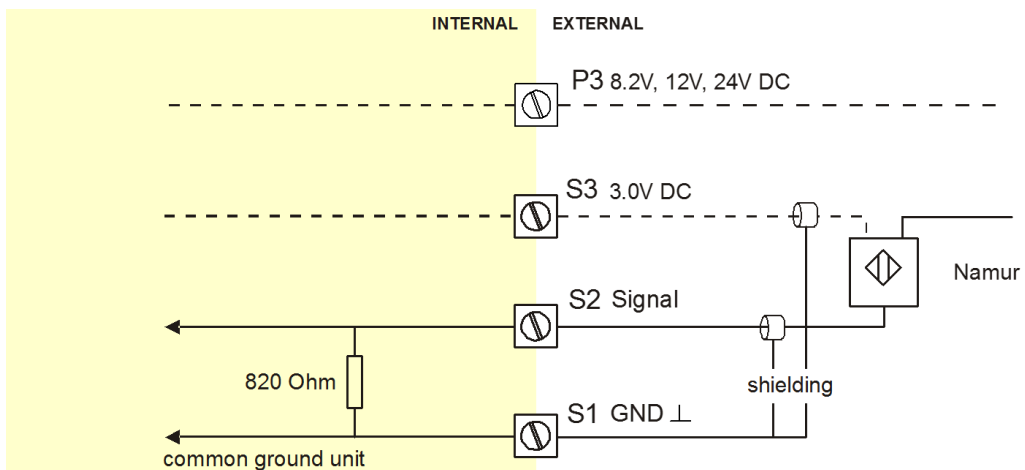 INTERNAL EXTERNAL
P3 8.2V, 12V, 24V DC
S3 3.0V DC
Namur
S2 Signal
820 Ohm
shielding
S1 GND ⊥
common ground unit